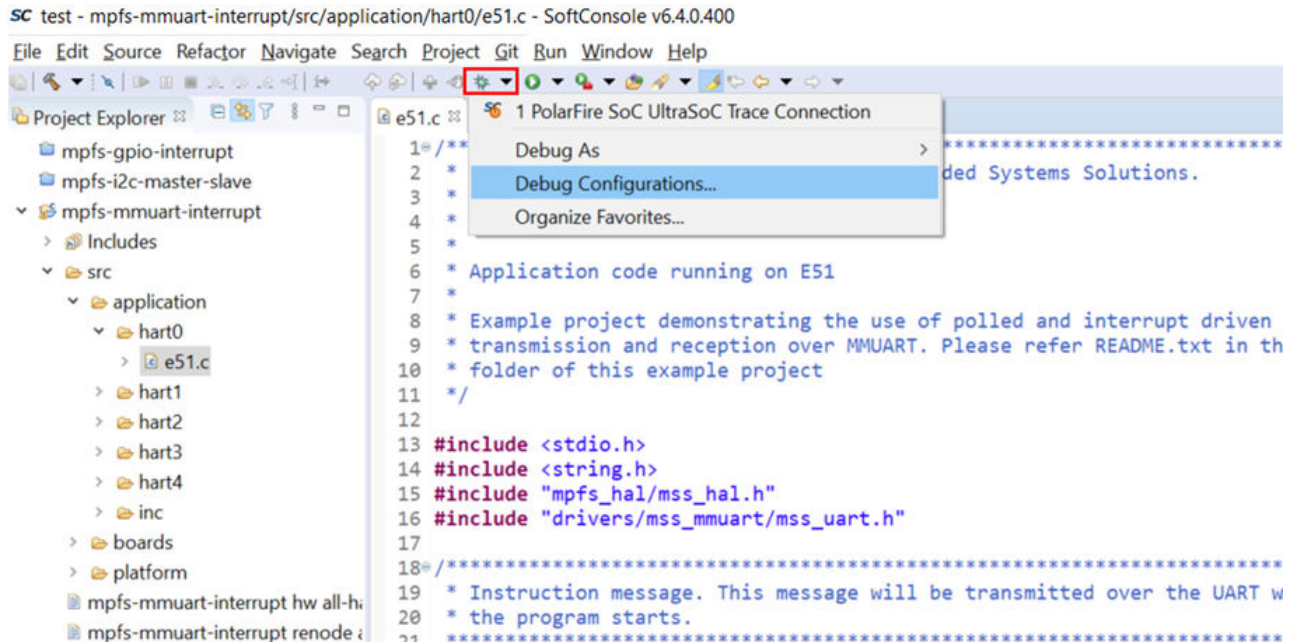 SC test - mpfs-mmuart-interrupt/src/application/hart0/e51.c - SoftConsole v6.4.0.400
File Edit Source Refactor Navigate Search Project Git Run Window Help
Project Explorer
e51.c
1 PolarFire SoC UltraSoC Trace Connection
Debug As
Debug Configurations...
Organize Favorites...
mpfs-gpio-interrupt
mpfs-i2c-master-slave
mpfs-mmuart-interrupt
Includes
src
application
hart0
e51.c
hart1
hart2
hart3
hart4
inc
boards
platform
mpfs-mmuart-interrupt hw all-ha
mpfs-mmuart-interrupt renode
1 /** *****************************
2 * ded Systems Solutions.
3 *
4 *
5 *
6 * Application code running on E51
7 *
8 * Example project demonstrating the use of polled and interrupt driven
9 * transmission and reception over MMUART. Please refer README.txt in th
10 * folder of this example project
11 */
12
13 #include <stdio.h>
14 #include <string.h>
15 #include "mpfs_hal/mss_hal.h"
16 #include "drivers/mss_mmuart/mss_uart.h"
17
18 /******************************************************************************
19 * Instruction message. This message will be transmitted over the UART w
20 * the program starts.
21 ******************************************************************************